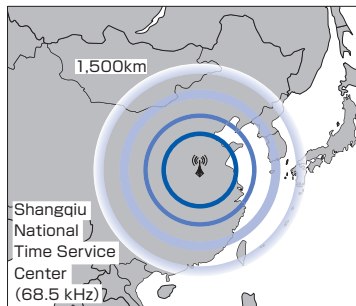 1,500km
Shangqiu
National
Time Service
Center
(68.5 kHz)